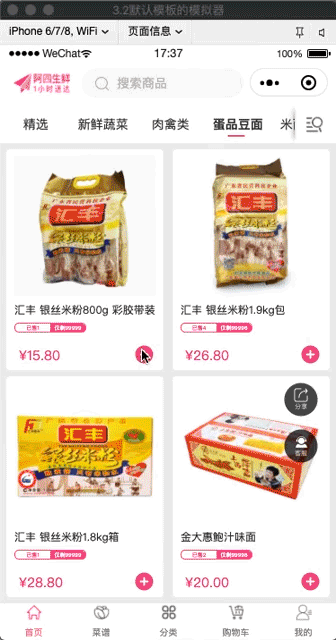 3.2默认模板的模拟器
iPhone 6/7/8, WiFi 页面信息
WeChat 17:37 100%
阿四生鲜
1小时速达
搜索商品
精选 新鲜蔬菜 肉禽类 蛋品豆面 米
汇丰
汇丰
汇丰 银丝米粉800g 彩胶带装
已售1 仅剩99999
¥15.80
汇丰 银丝米粉1.9kg包
已售4 仅剩99996
¥26.80
分享
客服
汇丰
汇丰 银丝米粉1.8kg箱
已售1 仅剩99999
¥28.80
金大惠鲍汁味面
已售2 仅剩99998
¥20.00
首页 菜谱 分类 购物车 我的